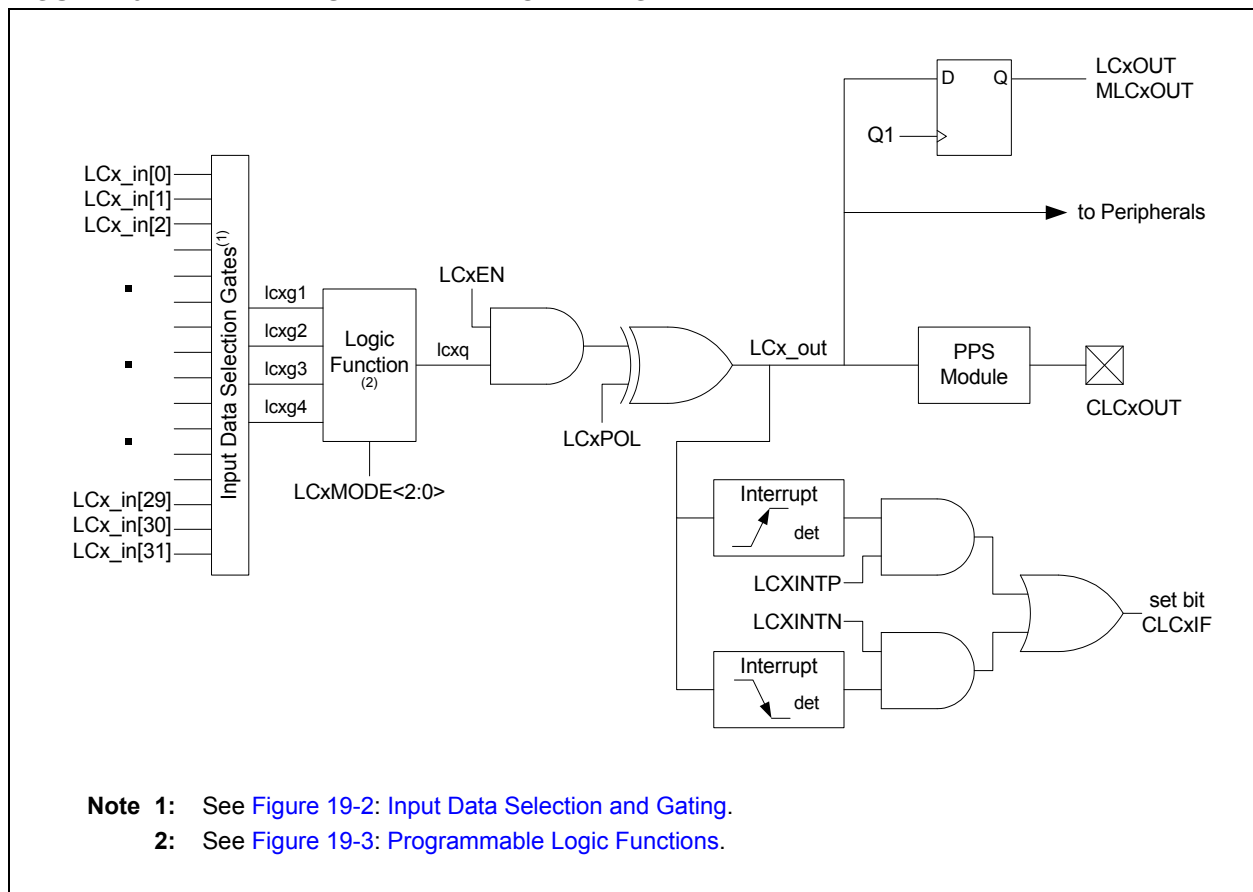 LCx_in[0]
LCx_in[1]
LCx_in[2]
LCx_in[29]
LCx_in[30]
LCx_in[31]
Input Data Selection Gates(1)
lcxg1
lcxg2
lcxg3
lcxg4
Logic
Function
(2)
LCxMODE<2:0>
lcxq
LCxEN
LCxPOL
LCx_out
D Q
Q1
LCxOUT
MLCxOUT
to Peripherals
PPS
Module
CLCxOUT
Interrupt
det
LCXINTP
LCXINTN
Interrupt
det
set bit
CLCxIF
Note 1: See Figure 19-2: Input Data Selection and Gating.
2: See Figure 19-3: Programmable Logic Functions.